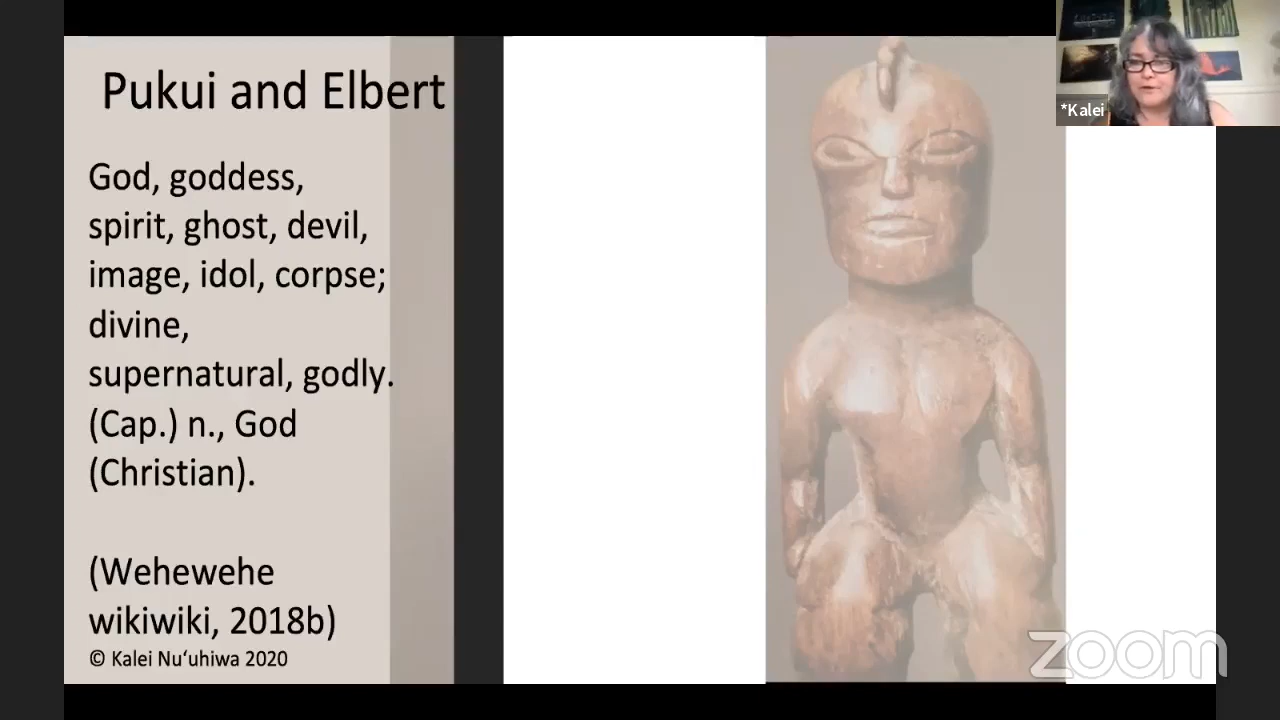 Pukui and Elbert
God, goddess,
spirit, ghost, devil,
image, idol, corpse;
divine,
supernatural, godly.
(Cap.) n., God
(Christian).
(Wehewehe
wikiwiki, 2018b)
© Kalei Nuʻuhiwa 2020
*Kalei
zoom